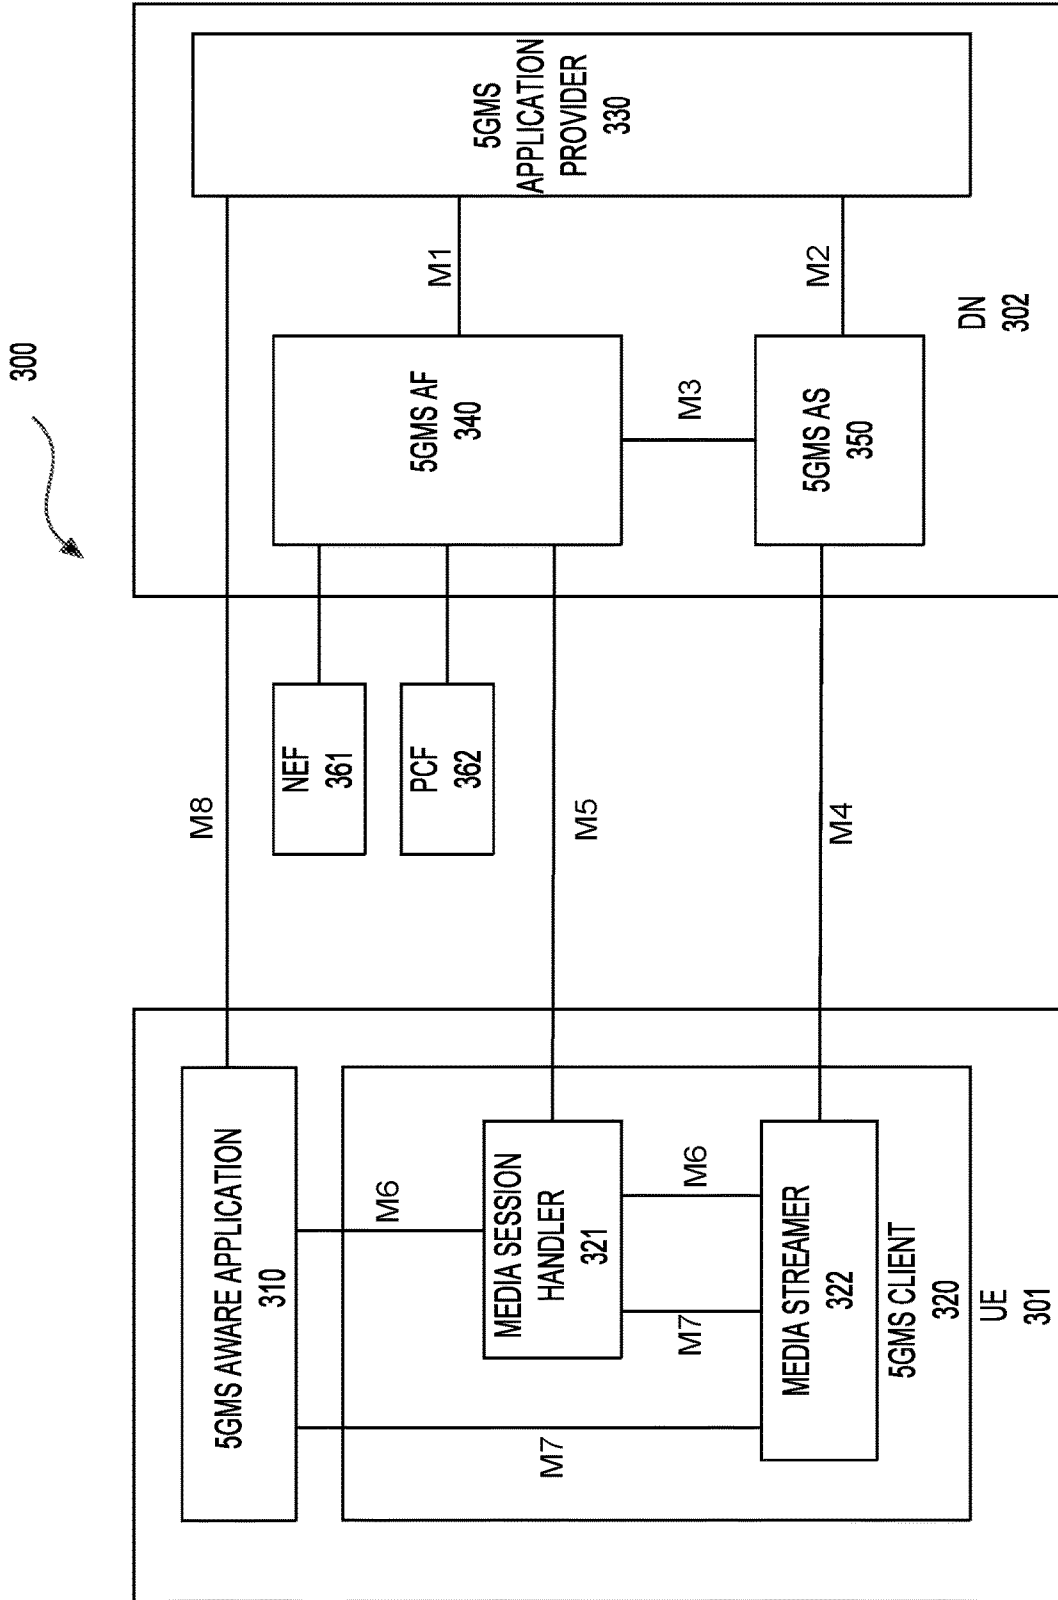 300
5GMS AWARE APPLICATION
310
M8
M6
M7
MEDIA SESSION
HANDLER
321
M6
M7
MEDIA STREAMER
322
5GMS CLIENT
320
UE
301
NEF
361
PCF
362
M5
M4
5GMS AF
340
M3
5GMS AS
350
M1
M2
5GMS
APPLICATION
PROVIDER
330
DN
302